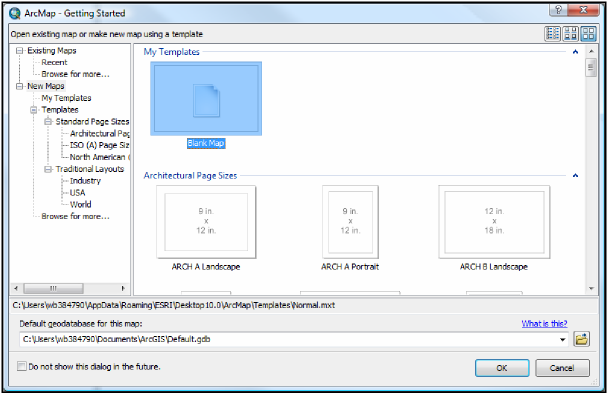 ArcMap - Getting Started
Open existing map or make new map using a template
Existing Maps
Recent
Browse for more...
New Maps
My Templates
Templates
Standard Page Sizes
Architectural Pag
ISO (A) Page Siz
North American
Traditional Layouts
Industry
USA
World
Browse for more...
My Templates
Blank Map
Architectural Page Sizes
9 in.
x
12 in.
ARCH A Landscape
9 in.
x
12 in.
ARCH A Portrait
12 in.
x
18 in.
ARCH B Landscape
C:\Users\wb384790\AppData\Roaming\ESRI\Desktop10.0\ArcMap\Templates\Normal.mxt
Default geodatabase for this map:
What is this?
C:\Users\wb384790\Documents\ArcGIS\Default.gdb
Do not show this dialog in the future.
OK
Cancel